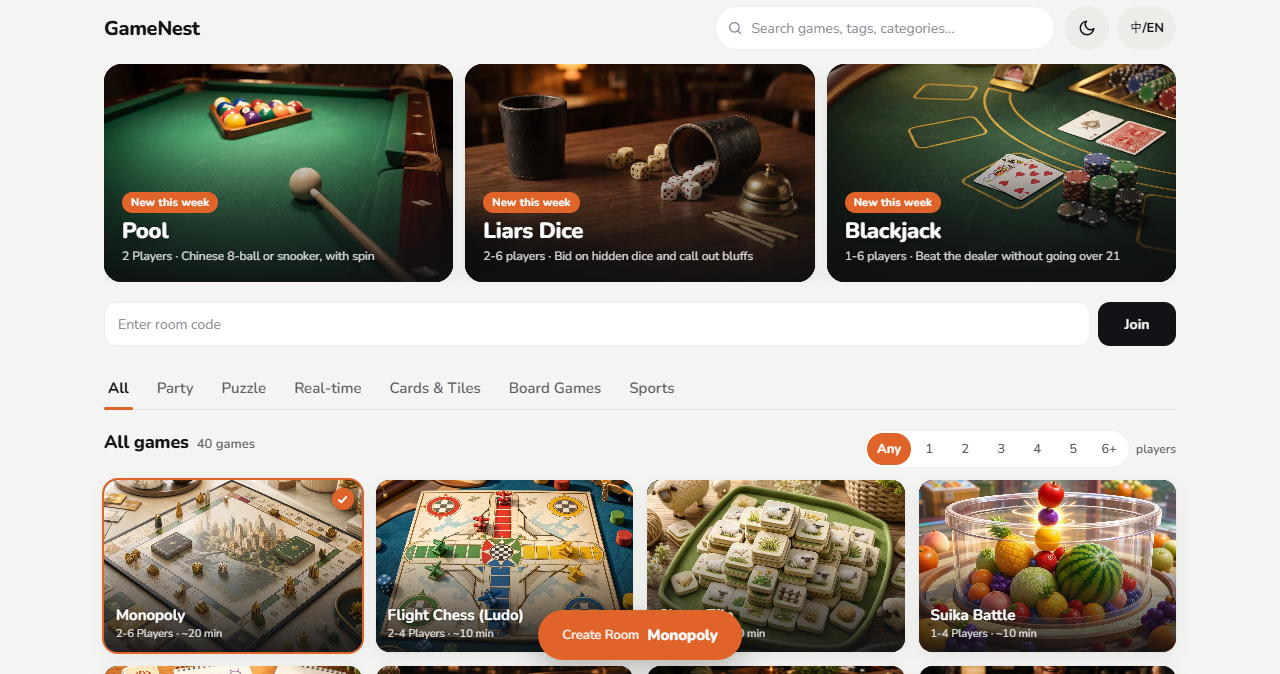 GameNest
Search games, tags, categories...
中/EN
New this week
Pool
2 Players · Chinese 8-ball or snooker, with spin
New this week
Liars Dice
2-6 players · Bid on hidden dice and call out bluffs
New this week
Blackjack
1-6 players · Beat the dealer without going over 21
Enter room code
Join
All
Party
Puzzle
Real-time
Cards & Tiles
Board Games
Sports
All games 40 games
Any 1 2 3 4 5 6+ players
Monopoly
2-6 Players · ~20 min
Flight Chess (Ludo)
2-4 Players · ~10 min
Suika Battle
1-4 Players · ~10 min
Create Room Monopoly